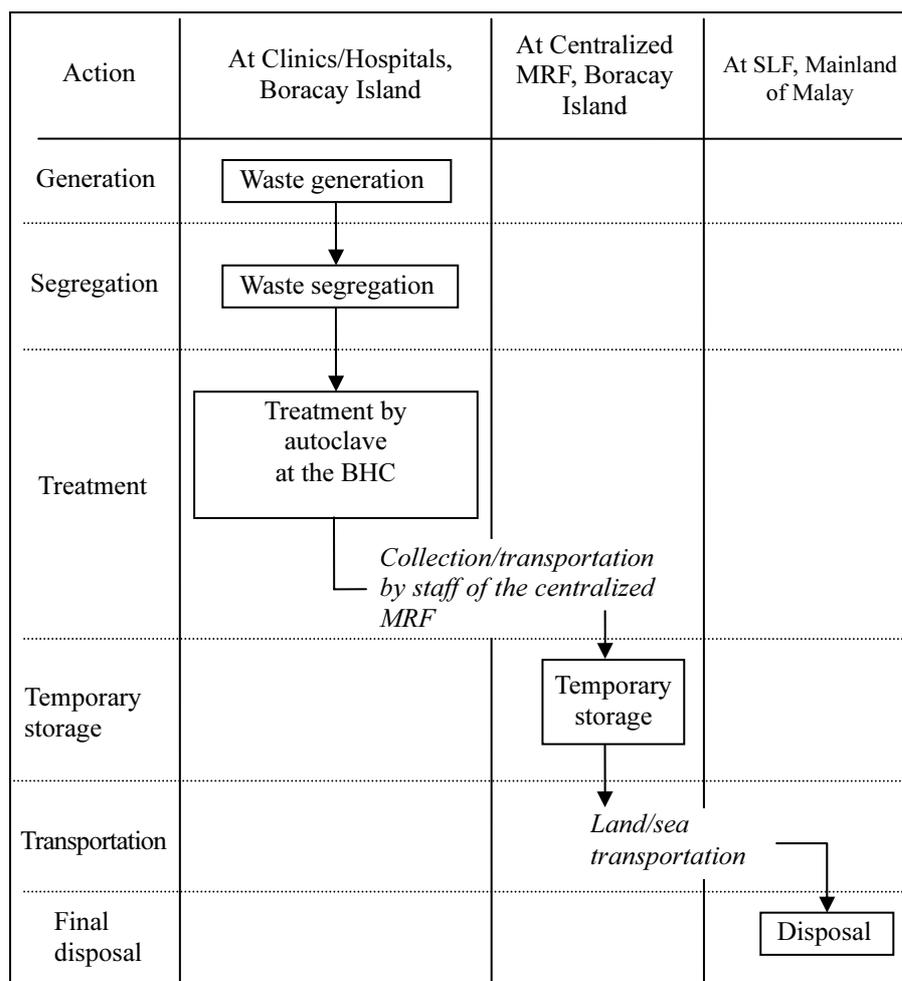 Action
At Clinics/Hospitals,
Boracay Island
At Centralized
MRF, Boracay
Island
At SLF, Mainland
of Malay
Generation
Waste generation
Segregation
Waste segregation
Treatment
Treatment by
autoclave
at the BHC
Collection/transportation
by staff of the centralized
MRF
Temporary
storage
Temporary
storage
Transportation
Land/sea
transportation
Final
disposal
Disposal